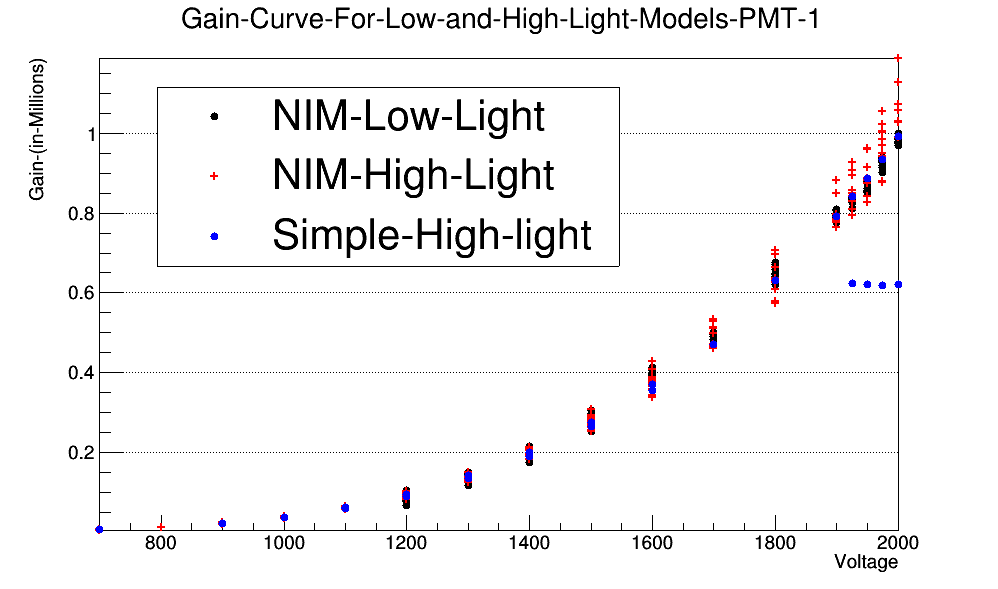 Gain-Curve-For-Low-and-High-Light-Models-PMT-1
Gain-(in-Millions)
NIM-Low-Light
NIM-High-Light
Simple-High-light
1
0.8
0.6
0.4
0.2
800 1000 1200 1400 1600 1800 2000
Voltage